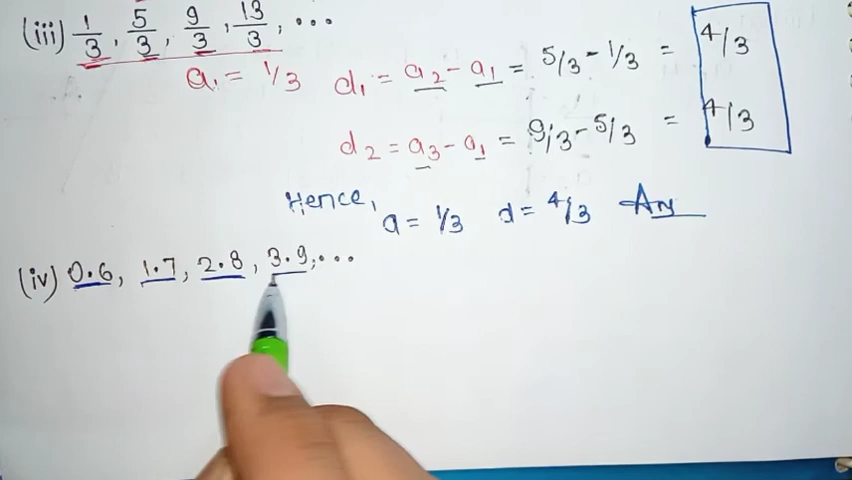 (iii) 1/3, 5/3, 9/3, 13/3, ...
a₁ = 1/3
d₁ = a₂ - a₁ = 5/3 - 1/3 = 4/3
d₂ = a₃ - a₁ = 9/3 - 5/3 = 4/3
Hence,
a = 1/3 d = 4/3 Ans
(iv) 0.6, 1.7, 2.8, 3.9, ...